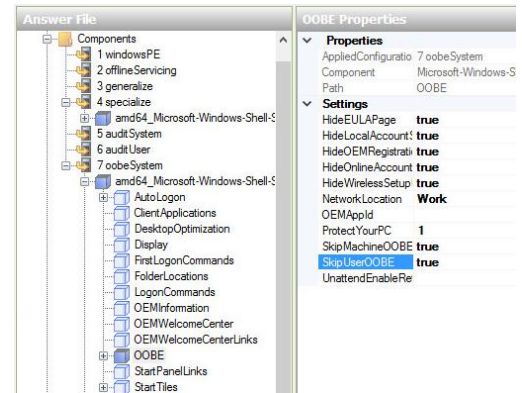 Answer File
Components
1 windowsPE
2 offlineServicing
3 generalize
4 specialize
amd64_Microsoft-Windows-Shell-S
5 auditSystem
6 auditUser
7 oobeSystem
amd64_Microsoft-Windows-Shell-S
AutoLogon
ClientApplications
DesktopOptimization
Display
FirstLogonCommands
FolderLocations
LogonCommands
OEMInformation
OEMWelcomeCenter
OEMWelcomeCenterLinks
OOBE
StartPanelLinks
StartTiles
OOBE Properties
Properties
AppliedConfiguratio 7 oobeSystem
Component Microsoft-Windows-S
Path OOBE
Settings
HideEULAPage true
HideLocalAccountS true
HideOEMRegistrati true
HideOnlineAccount true
HideWirelessSetup true
NetworkLocation Work
OEMAppId
ProtectYourPC 1
SkipMachineOOBE true
SkipUserOOBE true
UnattendEnableRe